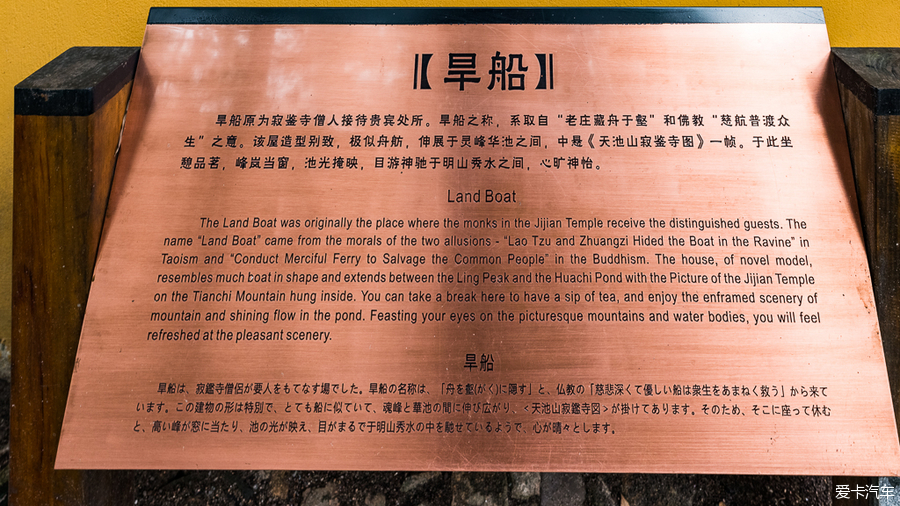 【旱船】
旱船原为寂鉴寺僧人接待贵宾处所。旱船之称，系取自“老庄藏舟于壑”和佛教“慈航普渡众
生”之意。该屋造型别致，极似舟舫，伸展于灵峰华池之间，中悬《天池山寂鉴寺图》一帧。于此坐
憩品茗，峰岚当窗，池光掩映，目游神驰于明山秀水之间，心旷神怡。
Land Boat
The Land Boat was originally the place where the monks in the Jijian Temple receive the distinguished guests. The
name “Land Boat” came from the morals of the two allusions - “Lao Tzu and Zhuangzi Hided the Boat in the Ravine” in
Taoism and “Conduct Merciful Ferry to Salvage the Common People” in the Buddhism. The house, of novel model,
resembles much boat in shape and extends between the Ling Peak and the Huachi Pond with the Picture of the Jijian Temple
on the Tianchi Mountain hung inside. You can take a break here to have a sip of tea, and enjoy the enframed scenery of
mountain and shining flow in the pond. Feasting your eyes on the picturesque mountains and water bodies, you will feel
refreshed at the pleasant scenery.
旱船
旱船は、寂鑑寺僧侶が要人をもてなす場でした。旱船の名称は、「舟を壑(がく)に隠す」と、仏教の「慈悲深くて優しい船は衆生をあまねく救う」から来て
います。この建物の形は特別で、とても船に似ていて、魂峰と華池の間に伸び広がり、<天池山寂鑑寺図>が掛けてあります。そのため、そこに座って休む
と、高い峰が窓に当たり、池の光が映え、目がまるで于明山秀水の中を馳せているようで、心が晴々とします。
爱卡汽车